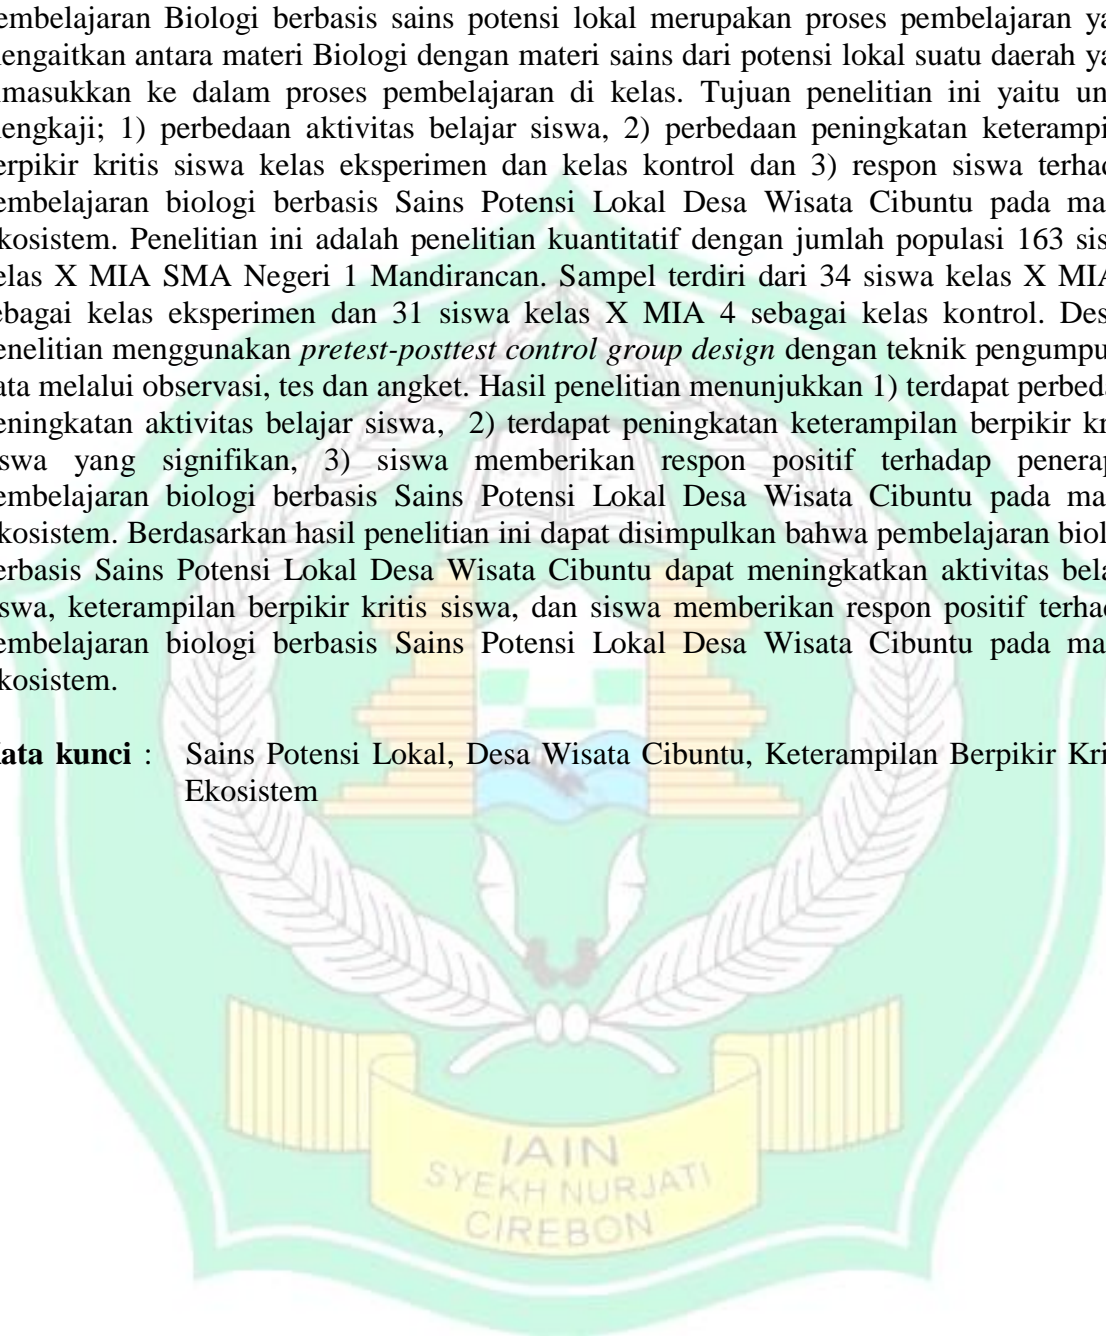 embelajaran Biologi berbasis sains potensi lokal merupakan proses pembelajaran ya
engaitkan antara materi Biologi dengan materi sains dari potensi lokal suatu daerah ya
masukkan ke dalam proses pembelajaran di kelas. Tujuan penelitian ini yaitu un
engkaji; 1) perbedaan aktivitas belajar siswa, 2) perbedaan peningkatan keterampi
erpikir kritis siswa kelas eksperimen dan kelas kontrol dan 3) respon siswa terhad
embelajaran biologi berbasis Sains Potensi Lokal Desa Wisata Cibuntu pada ma
kosistem. Penelitian ini adalah penelitian kuantitatif dengan jumlah populasi 163 sis
elas X MIA SMA Negeri 1 Mandirancan. Sampel terdiri dari 34 siswa kelas X MIA
ebagai kelas eksperimen dan 31 siswa kelas X MIA 4 sebagai kelas kontrol. Des
enelitian menggunakan pretest-posttest control group design dengan teknik pengumpu
ata melalui observasi, tes dan angket. Hasil penelitian menunjukkan 1) terdapat perbeda
eningkatan aktivitas belajar siswa, 2) terdapat peningkatan keterampilan berpikir kri
swa yang signifikan, 3) siswa memberikan respon positif terhadap penerap
embelajaran biologi berbasis Sains Potensi Lokal Desa Wisata Cibuntu pada ma
kosistem. Berdasarkan hasil penelitian ini dapat disimpulkan bahwa pembelajaran biol
erbasis Sains Potensi Lokal Desa Wisata Cibuntu dapat meningkatkan aktivitas bela
swa, keterampilan berpikir kritis siswa, dan siswa memberikan respon positif terhad
embelajaran biologi berbasis Sains Potensi Lokal Desa Wisata Cibuntu pada ma
kosistem.
ata kunci : Sains Potensi Lokal, Desa Wisata Cibuntu, Keterampilan Berpikir Kri
Ekosistem
IAIN
SYEKH NURJATI
CIREBON